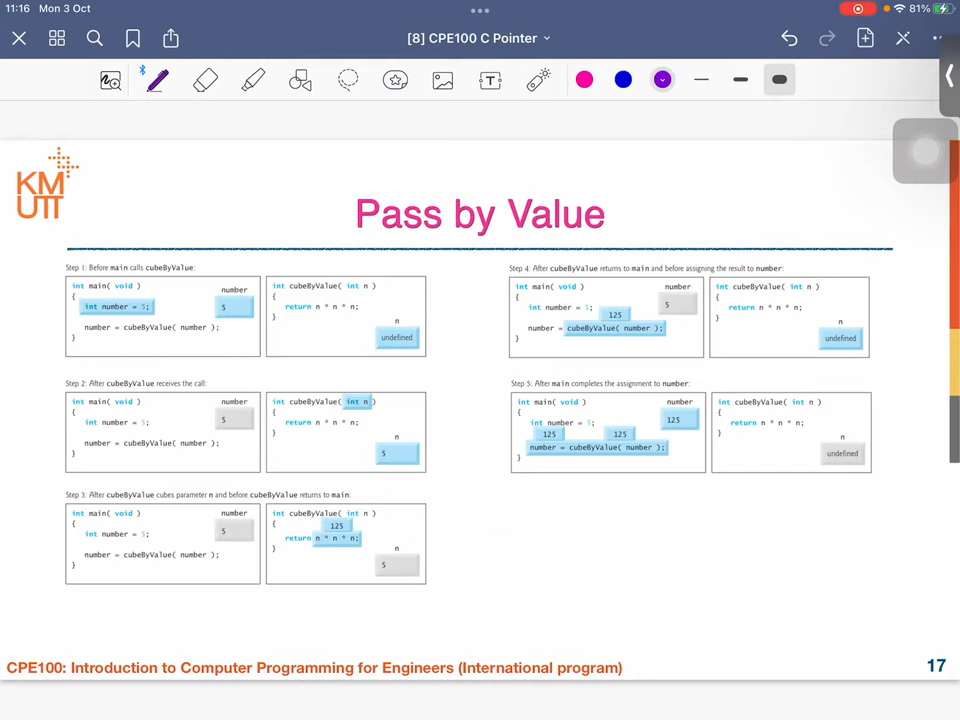 11:16 Mon 3 Oct
81%
[8] CPE100 C Pointer
T
KM
UTT
Pass by Value
Step 1: Before main calls cubeByValue:
int main( void )
{
int number = 5;
number = cubeByValue( number );
}
number
5
int cubeByValue( int n )
{
return n * n * n;
}
n
undefined
Step 2: After cubeByValue receives the call:
int main( void )
{
int number = 5;
number = cubeByValue( number );
}
number
5
int cubeByValue( int n )
{
return n * n * n;
}
n
5
Step 3: After cubeByValue cubes parameter n and before cubeByValue returns to main:
int main( void )
{
int number = 5;
number = cubeByValue( number );
}
number
5
int cubeByValue( int n )
{
125
return n * n * n;
}
n
5
Step 4: After cubeByValue returns to main and before assigning the result to number:
int main( void )
{
int number = 5;
125
number = cubeByValue( number );
}
number
5
int cubeByValue( int n )
{
return n * n * n;
}
n
undefined
Step 5: After main completes the assignment to number:
int main( void )
{
int number = 5;
125 125
number = cubeByValue( number );
}
number
125
int cubeByValue( int n )
{
return n * n * n;
}
n
undefined
CPE100: Introduction to Computer Programming for Engineers (International program)
17